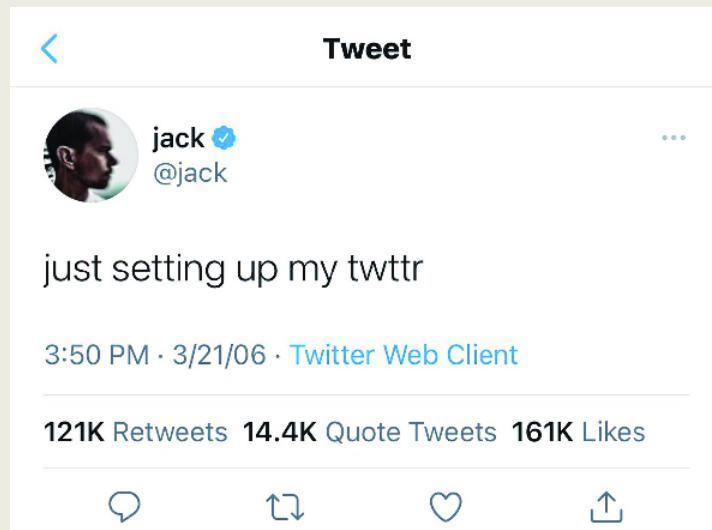 Tweet
jack
@jack
just setting up my twttr
3:50 PM · 3/21/06 · Twitter Web Client
121K Retweets 14.4K Quote Tweets 161K Likes